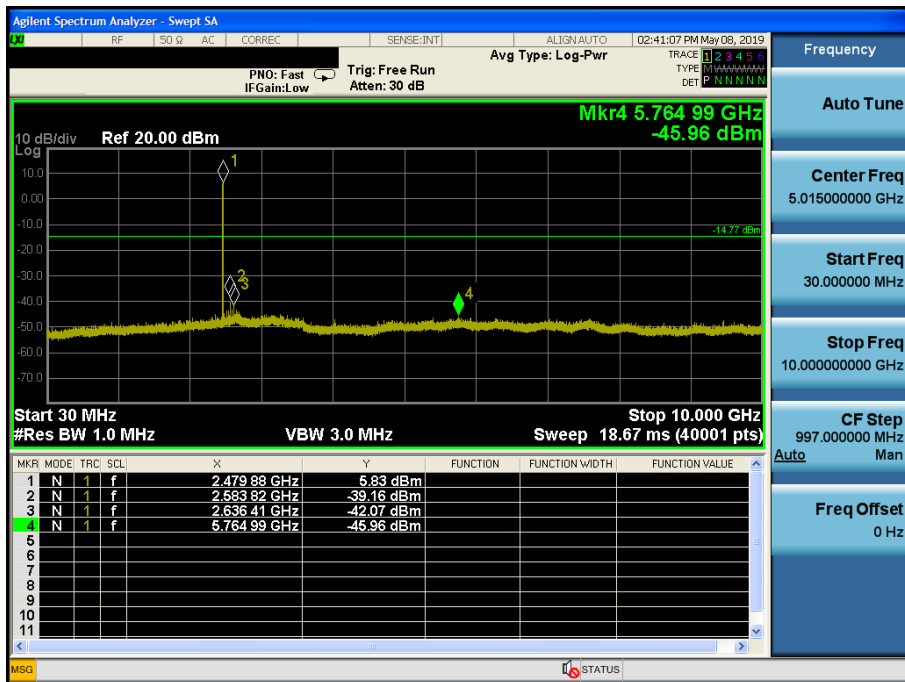 Agilent Spectrum Analyzer - Swept SA
LXI RF 50 Ω AC CORREC SENSE:INT ALIGNAUTO 02:41:07 PM May 08, 2019
PNO: Fast
IFGain:Low
Trig: Free Run
Atten: 30 dB
Avg Type: Log-Pwr
TRACE 1 2 3 4 5 6
TYPE M WWWWW
DET P N N N N N
Mkr4 5.764 99 GHz
-45.96 dBm
10 dB/div Ref 20.00 dBm
Log
10.0
0.00
-10.0
-20.0
-30.0
-40.0
-50.0
-60.0
-70.0
1
2
3
4
-14.77 dBm
Start 30 MHz Stop 10.000 GHz
#Res BW 1.0 MHz VBW 3.0 MHz Sweep 18.67 ms (40001 pts)
MKR MODE TRC SCL X Y FUNCTION FUNCTION WIDTH FUNCTION VALUE
1 N 1 f 2.479 88 GHz 5.83 dBm
2 N 1 f 2.583 82 GHz -39.16 dBm
3 N 1 f 2.636 41 GHz -42.07 dBm
4 N 1 f 5.764 99 GHz -45.96 dBm
5
6
7
8
9
10
11
MSG STATUS
Frequency
Auto Tune
Center Freq
5.015000000 GHz
Start Freq
30.000000 MHz
Stop Freq
10.000000000 GHz
CF Step
997.000000 MHz
Auto Man
Freq Offset
0 Hz